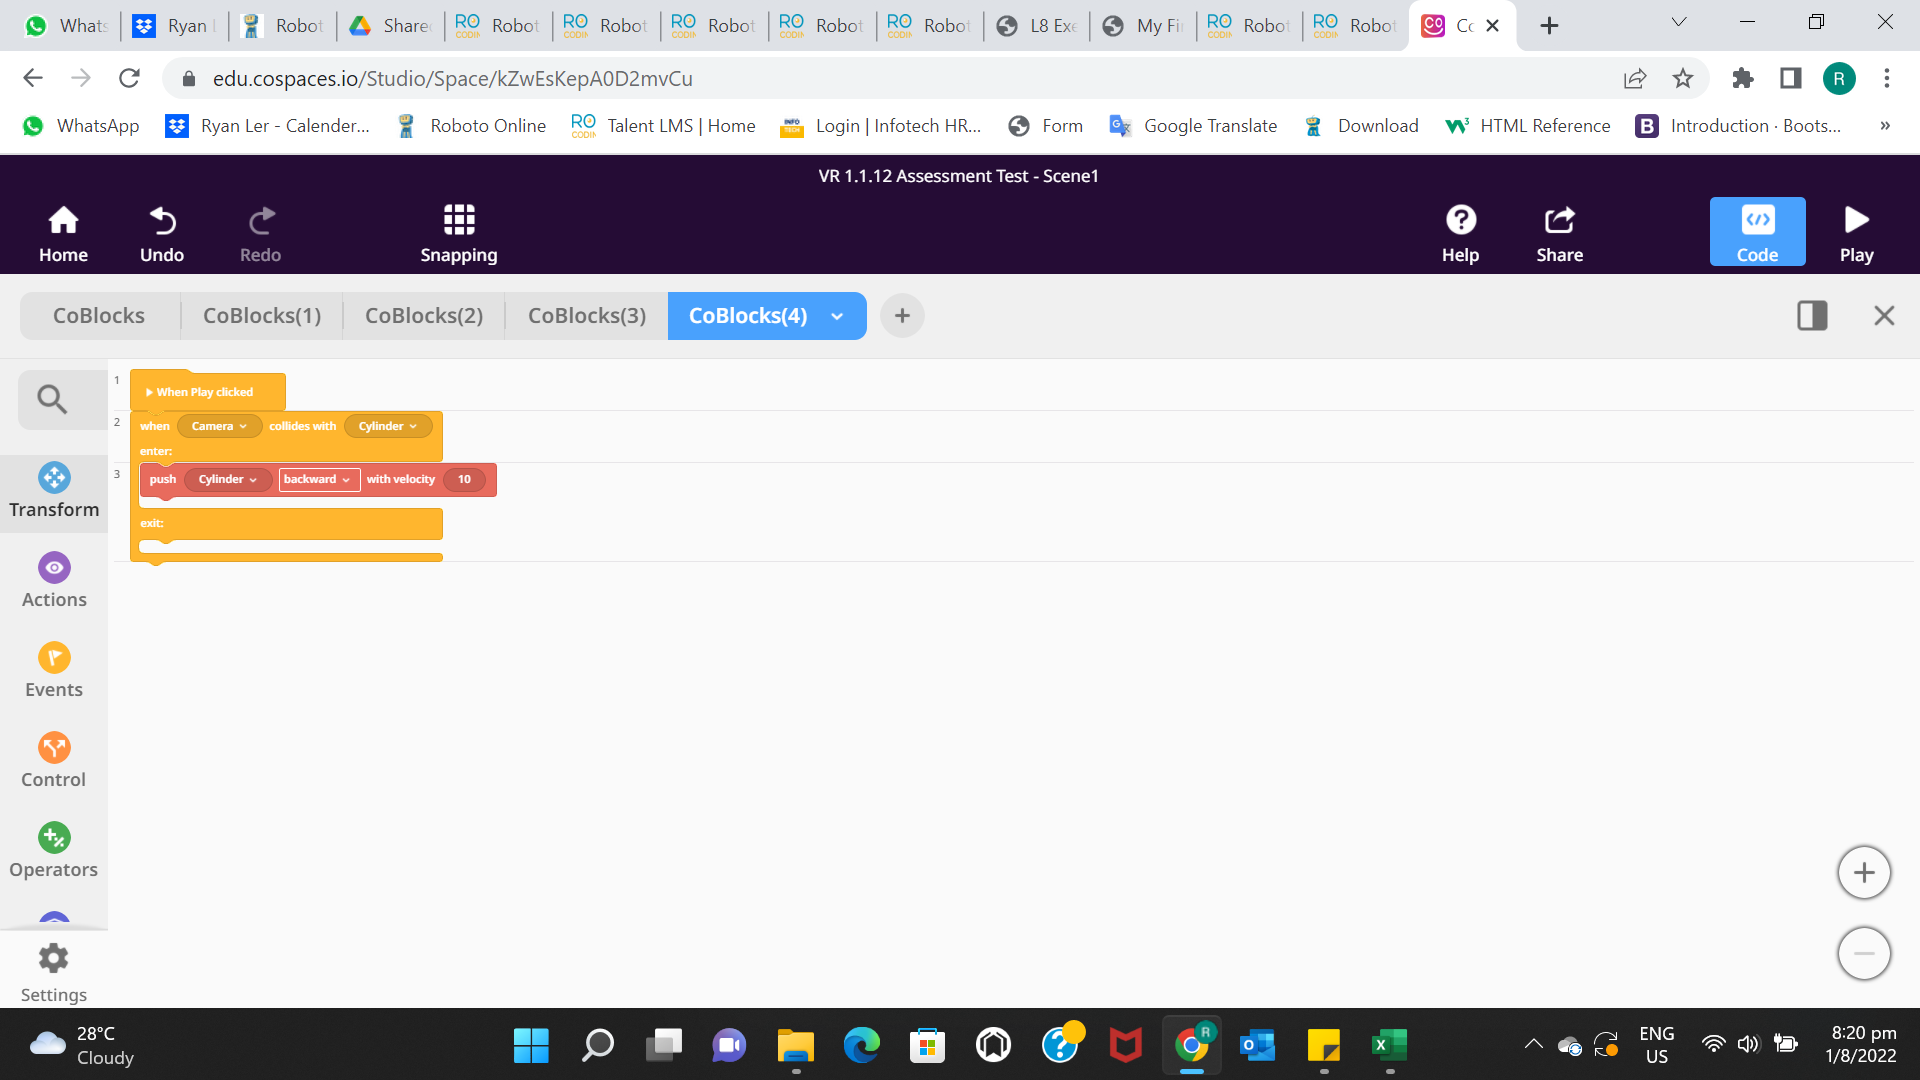 Whats
Ryan
Robot
Share
Robot
Robot
Robot
Robot
Robot
L8 Exe
My Fi
Robot
Robot
Co
edu.cospaces.io/Studio/Space/kZwEsKepA0D2mvCu
R
WhatsApp
Ryan Ler - Calender...
Roboto Online
Talent LMS | Home
Login | Infotech HR...
Form
Google Translate
Download
HTML Reference
Introduction · Boots...
»
VR 1.1.12 Assessment Test - Scene1
Home
Undo
Redo
Snapping
Help
Share
Code
Play
CoBlocks
CoBlocks(1)
CoBlocks(2)
CoBlocks(3)
CoBlocks(4)
1
When Play clicked
2
when Camera collides with Cylinder
enter:
3
push Cylinder backward with velocity 10
exit:
Transform
Actions
Events
Control
Operators
Settings
28°C
Cloudy
ENG
US
8:20 pm
1/8/2022